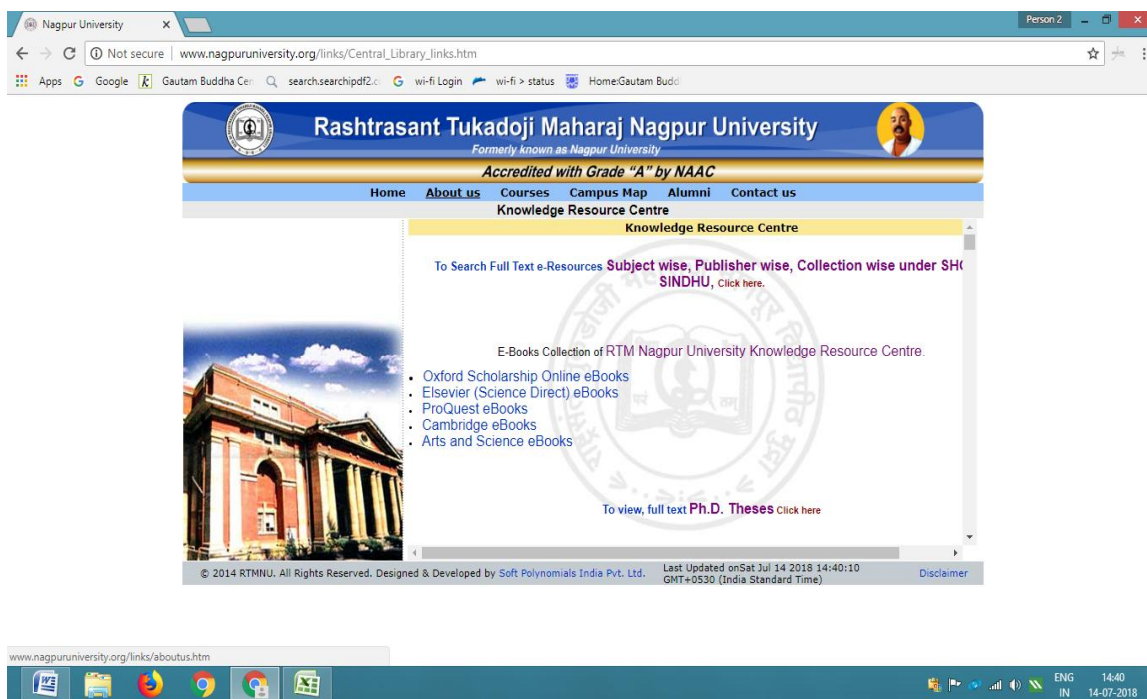 Nagpur University
Person 2
Not secure | www.nagpuruniversity.org/links/Central_Library_links.htm
Apps Google Gautam Buddha Cen search.searchipdf2.c wi-fi Login wi-fi > status Home:Gautam Budd
Rashtrasant Tukadoji Maharaj Nagpur University
Formerly known as Nagpur University
Accredited with Grade "A" by NAAC
Home About us Courses Campus Map Alumni Contact us
Knowledge Resource Centre
Knowledge Resource Centre
To Search Full Text e-Resources Subject wise, Publisher wise, Collection wise under SHO
SINDHU, Click here.
E-Books Collection of RTM Nagpur University Knowledge Resource Centre.
• Oxford Scholarship Online eBooks
• Elsevier (Science Direct) eBooks
• ProQuest eBooks
• Cambridge eBooks
• Arts and Science eBooks
To view, full text Ph.D. Theses Click here
© 2014 RTMNU. All Rights Reserved. Designed & Developed by Soft Polynomials India Pvt. Ltd.
Last Updated onSat Jul 14 2018 14:40:10
GMT+0530 (India Standard Time)
Disclaimer
www.nagpuruniversity.org/links/aboutus.htm
ENG
IN
14:40
14-07-2018